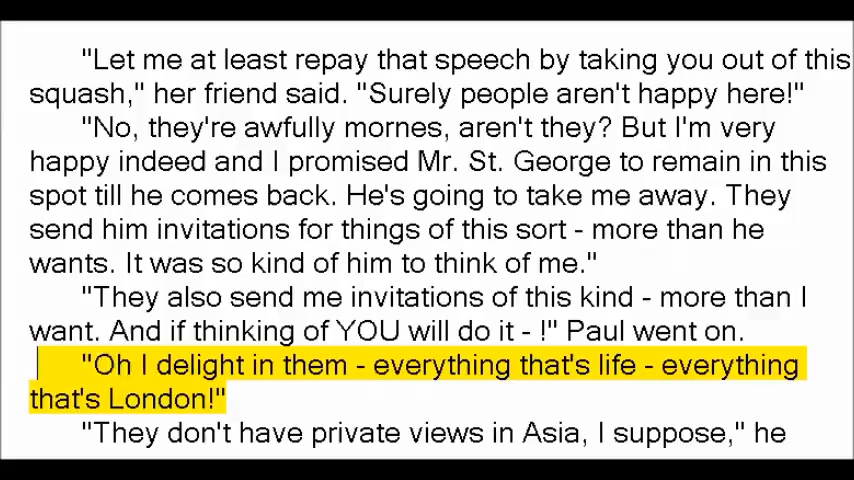 "Let me at least repay that speech by taking you out of this
squash," her friend said. "Surely people aren't happy here!"
"No, they're awfully mornes, aren't they? But I'm very
happy indeed and I promised Mr. St. George to remain in this
spot till he comes back. He's going to take me away. They
send him invitations for things of this sort - more than he
wants. It was so kind of him to think of me."
"They also send me invitations of this kind - more than I
want. And if thinking of YOU will do it - !" Paul went on.
"Oh I delight in them - everything that's life - everything
that's London!"
"They don't have private views in Asia, I suppose," he